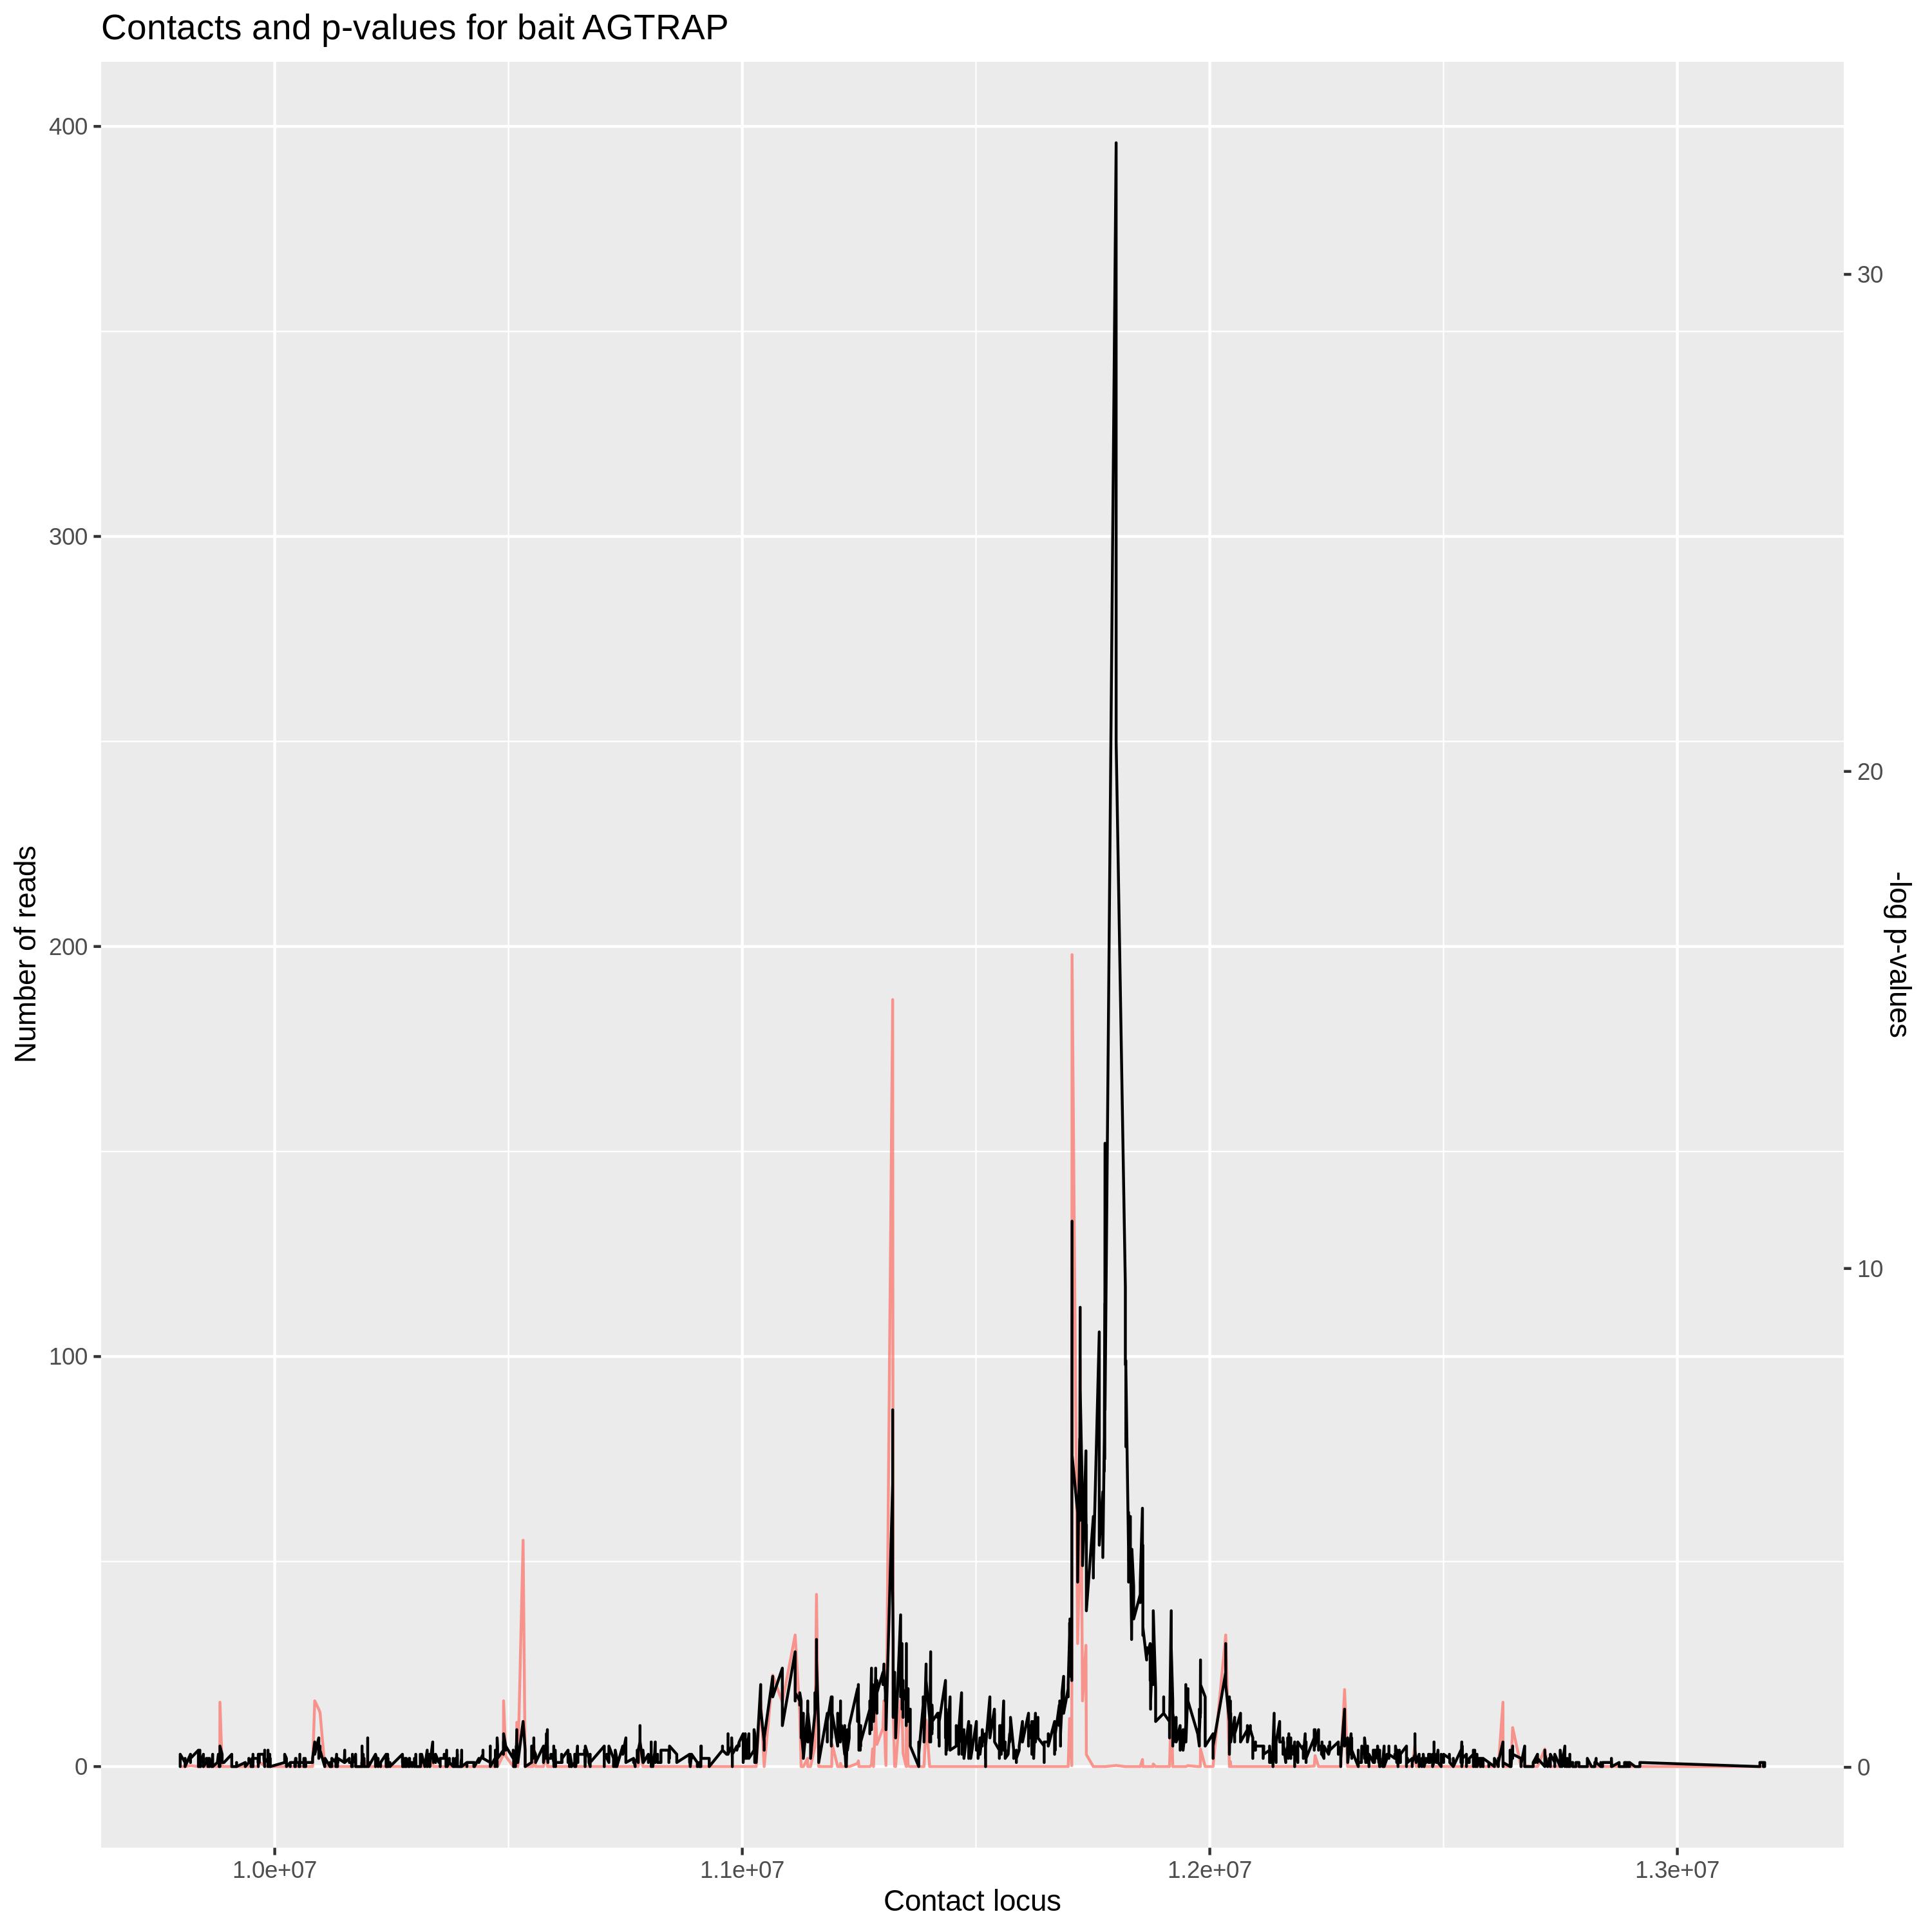 Contacts and p-values for bait AGTRAP
400
300
200
100
0
Number of reads
30
20
10
0
-log p-values
1.0e+07
1.1e+07
1.2e+07
1.3e+07
Contact locus